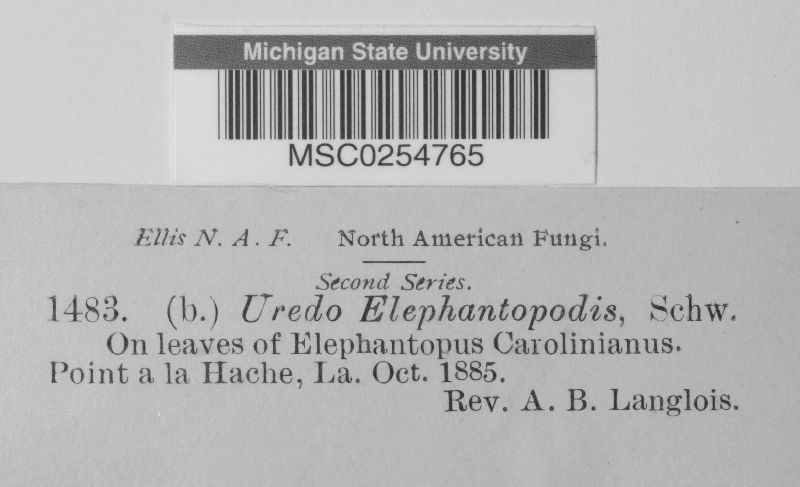 Michigan State University
MSC0254765
Ellis N. A. F. North American Fungi.
Second Series.
1483. (b.) Uredo Elephantopodis, Schw.
On leaves of Elephantopus Carolinianus.
Point a la Hache, La. Oct. 1885.
Rev. A. B. Langlois.